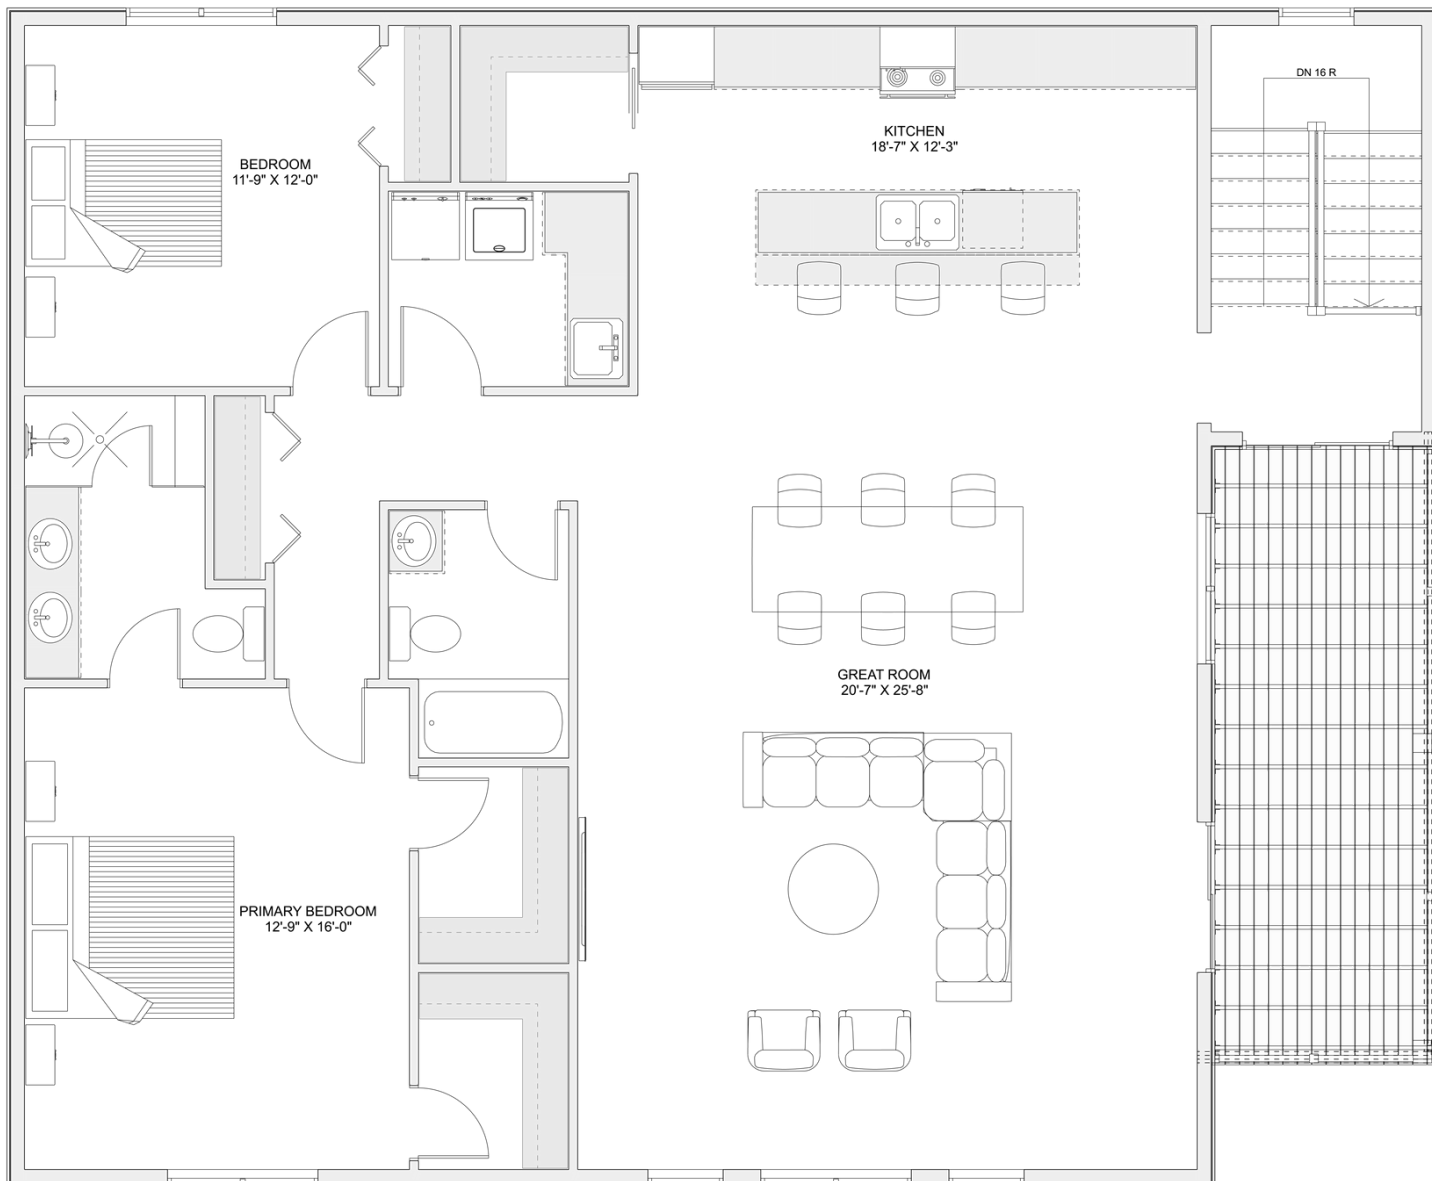 DN 16 R
KITCHEN
18'-7" X 12'-3"
BEDROOM
11'-9" X 12'-0"
GREAT ROOM
20'-7" X 25'-8"
PRIMARY BEDROOM
12'-9" X 16'-0"